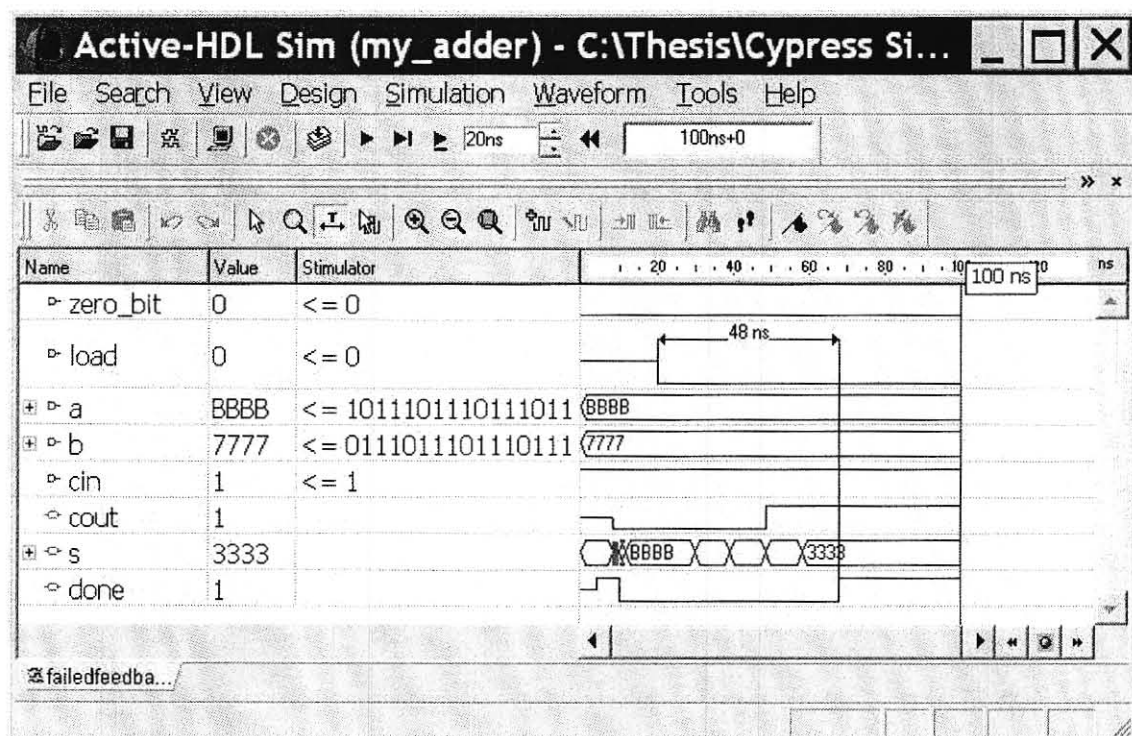 Active-HDL Sim (my_adder) - C:\Thesis\Cypress Si...
File Search View Design Simulation Waveform Tools Help
20ns 100ns+0
Name Value Stimulator 20 40 60 80 ns
100 ns
zero_bit 0 <= 0
48 ns
load 0 <= 0
a BBBB <= 1011101110111011 BBBB
b 7777 <= 0111011101110111 7777
cin 1 <= 1
cout 1
s 3333 BBBB 3333
done 1
failedfeedba...